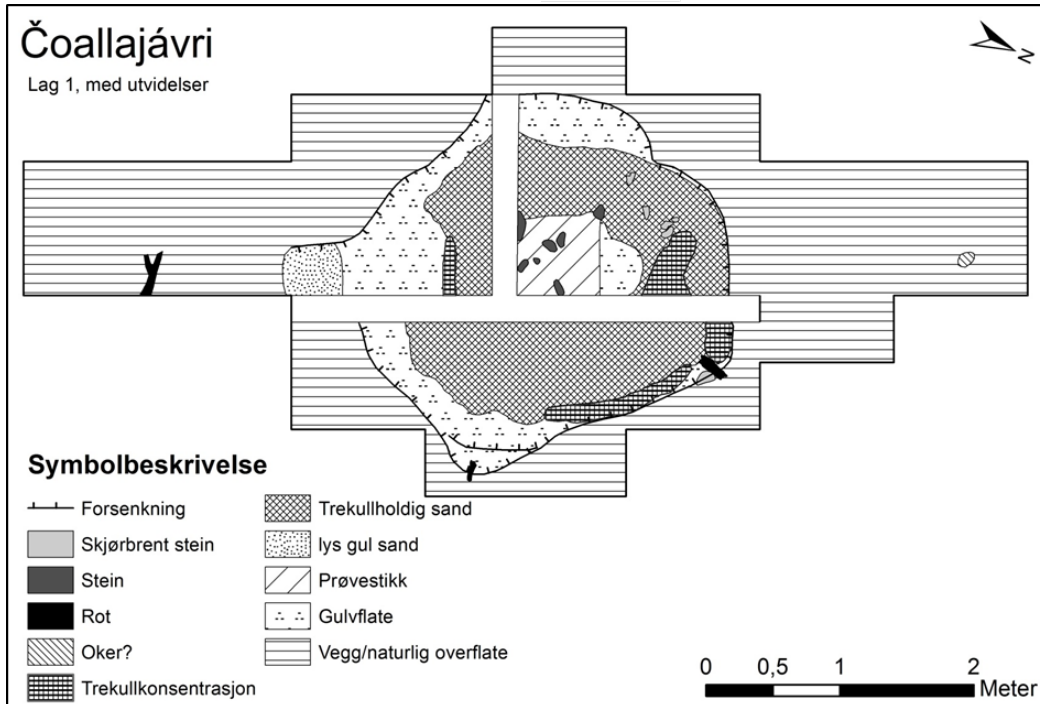 Čoallajávri
Lag 1, med utvidelser
N
Symbolbeskrivelse
Forsenkning
Skjørbrent stein
Stein
Rot
Oker?
Trekullkonsentrasjon
Trekullholdig sand
lys gul sand
Prøvestikk
Gulvflate
Vegg/naturlig overflate
0 0,5 1 2
Meter